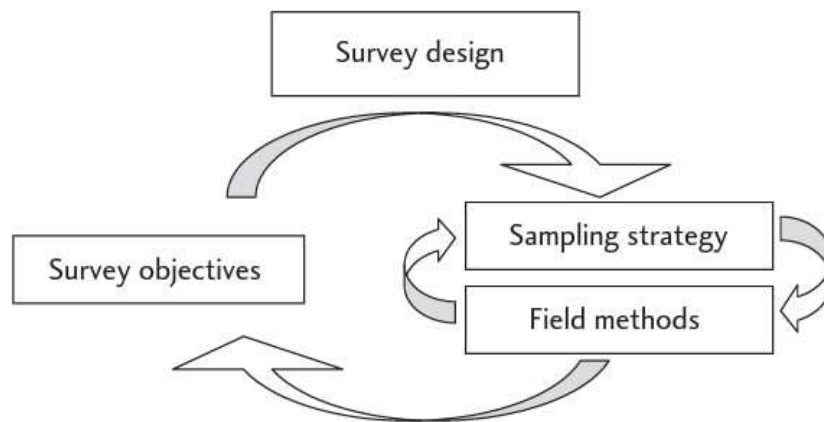 Survey design
Sampling strategy
Survey objectives
Field methods